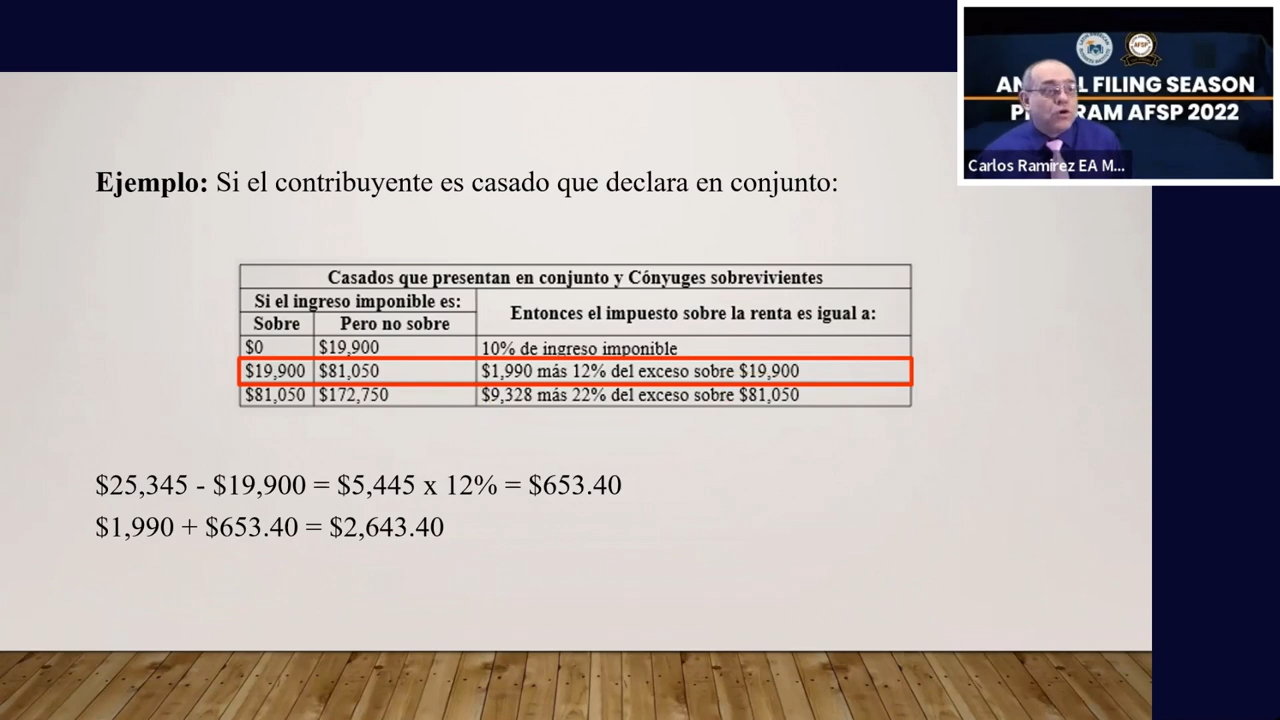 ANNUAL FILING SEASON
PROGRAM AFSP 2022
AFSP
Carlos Ramirez EA M...
Ejemplo: Si el contribuyente es casado que declara en conjunto:
Casados que presentan en conjunto y Cónyuges sobrevivientes
Si el ingreso imponible es: Entonces el impuesto sobre la renta es igual a:
Sobre Pero no sobre
$0 $19,900 10% de ingreso imponible
$19,900 $81,050 $1,990 más 12% del exceso sobre $19,900
$81,050 $172,750 $9,328 más 22% del exceso sobre $81,050
$25,345 - $19,900 = $5,445 x 12% = $653.40
$1,990 + $653.40 = $2,643.40